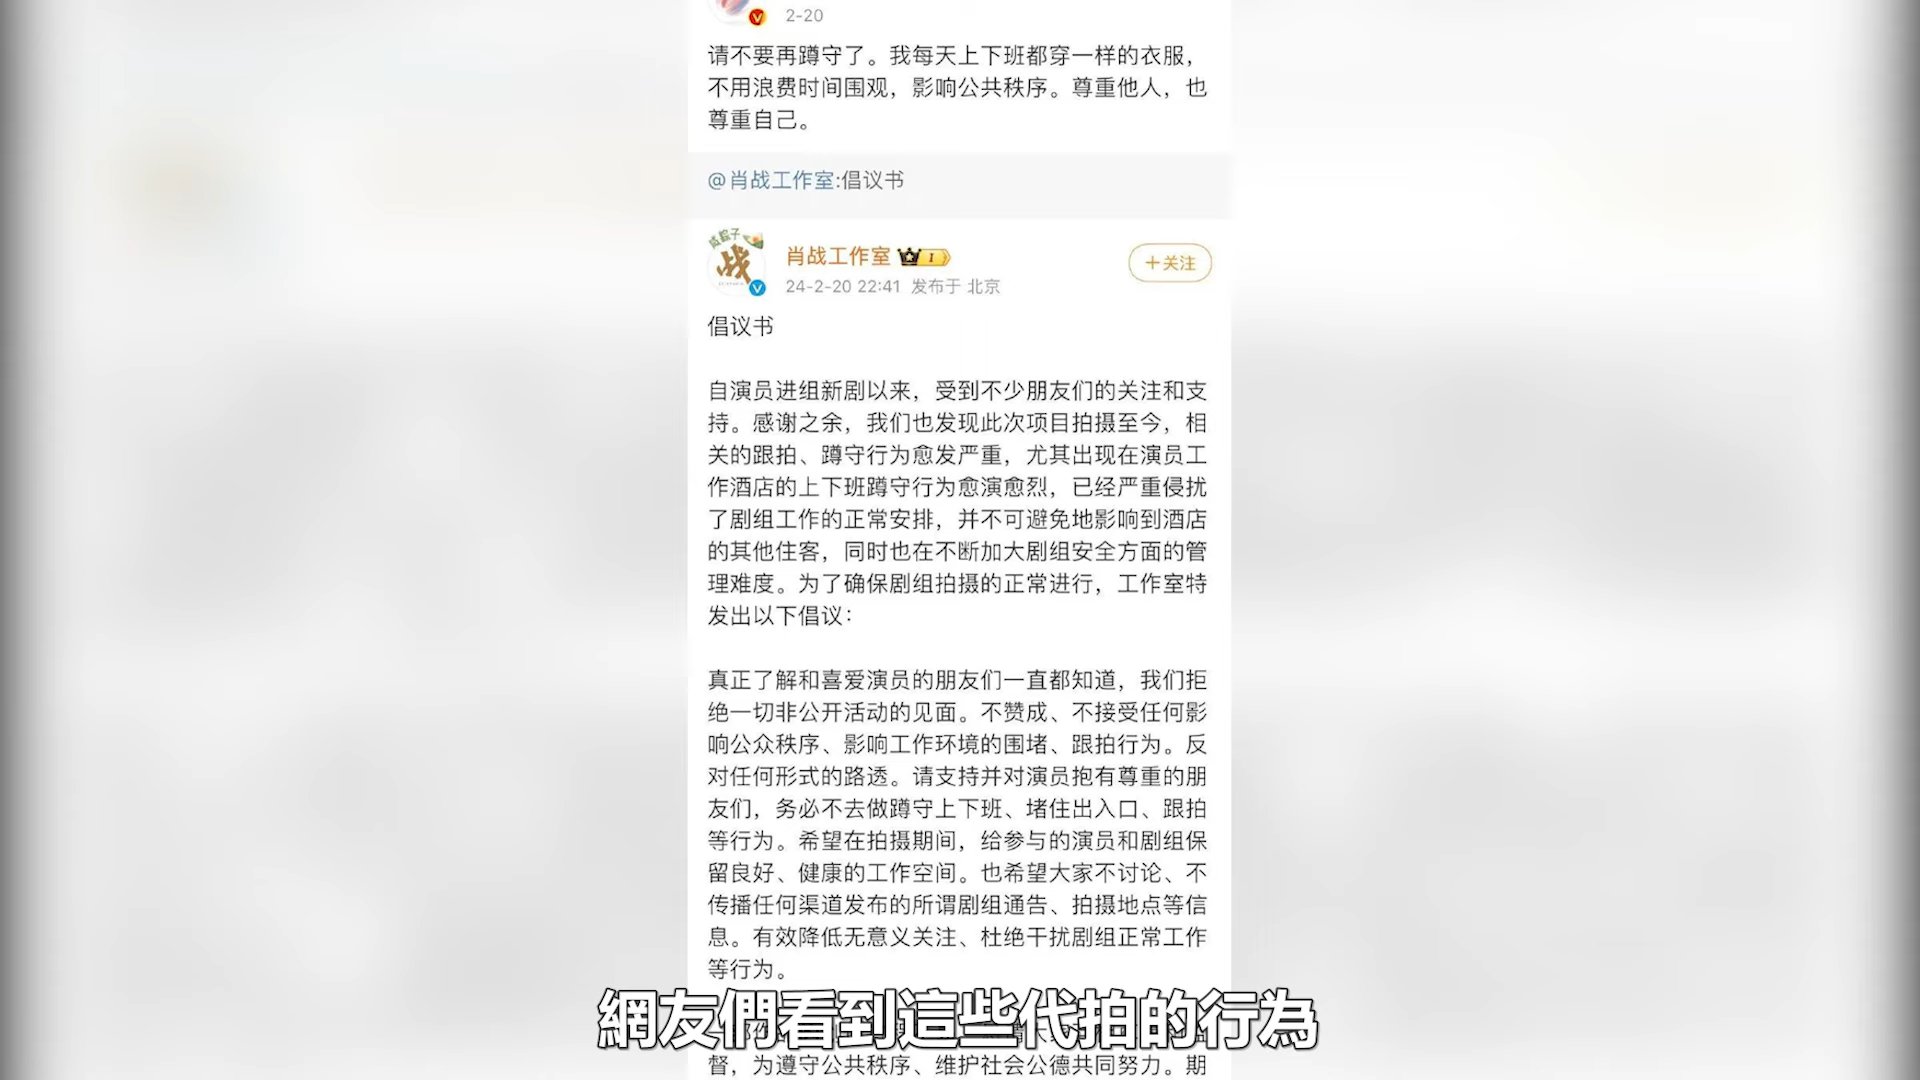 2-20
请不要再蹲守了。我每天上下班都穿一样的衣服，
不用浪费时间围观，影响公共秩序。尊重他人，也
尊重自己。
@肖战工作室:倡议书
肖战工作室
I
+关注
24-2-20 22:41 发布于 北京
倡议书
自演员进组新剧以来，受到不少朋友们的关注和支
持。感谢之余，我们也发现此次项目拍摄至今，相
关的跟拍、蹲守行为愈发严重，尤其出现在演员工
作酒店的上下班蹲守行为愈演愈烈，已经严重侵扰
了剧组工作的正常安排，并不可避免地影响到酒店
的其他住客，同时也在不断加大剧组安全方面的管
理难度。为了确保剧组拍摄的正常进行，工作室特
发出以下倡议：
真正了解和喜爱演员的朋友们一直都知道，我们拒
绝一切非公开活动的见面。不赞成、不接受任何影
响公众秩序、影响工作环境的围堵、跟拍行为。反
对任何形式的路透。请支持并对演员抱有尊重的朋
友们，务必不去做蹲守上下班、堵住出入口、跟拍
等行为。希望在拍摄期间，给参与的演员和剧组保
留良好、健康的工作空间。也希望大家不讨论、不
传播任何渠道发布的所谓剧组通告、拍摄地点等信
息。有效降低无意义关注、杜绝干扰剧组正常工作
等行为。
網友們看到這些代拍的行為
督，为遵守公共秩序、维护社会公德共同努力。期